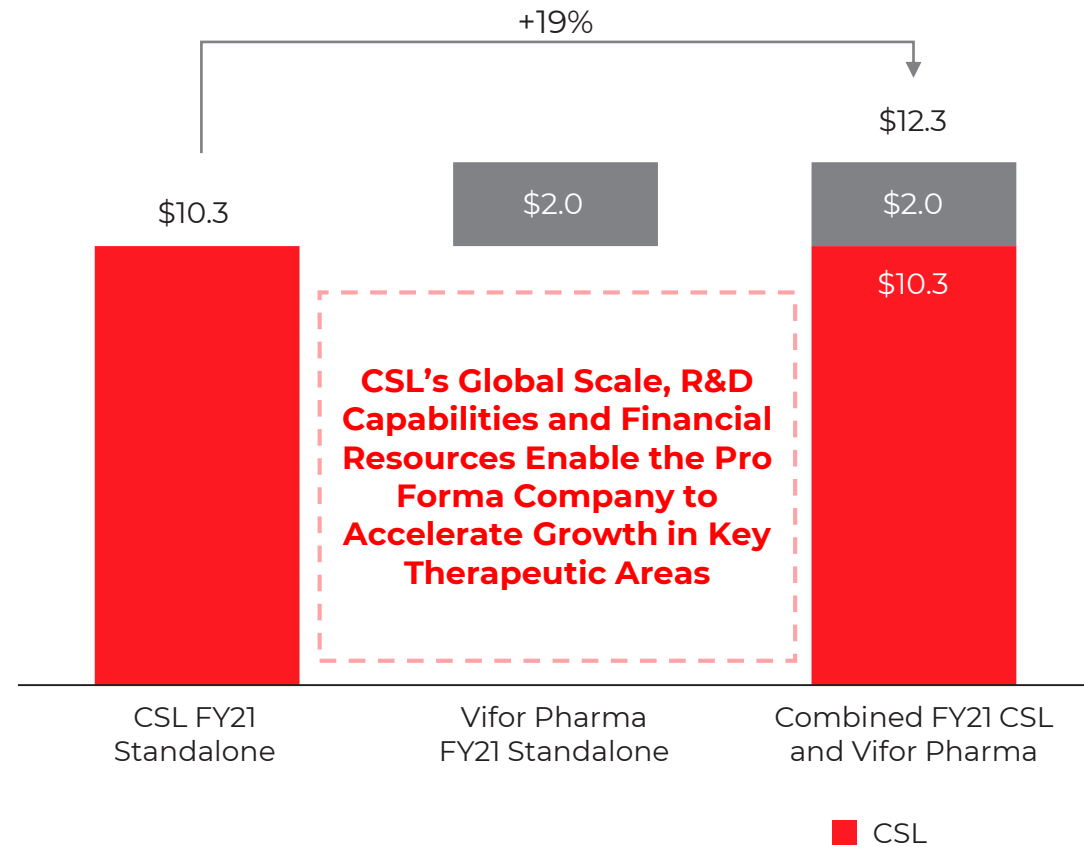 +19%
$12.3
$10.3
$2.0
$2.0
$10.3
CSL’s Global Scale, R&D
Capabilities and Financial
Resources Enable the Pro
Forma Company to
Accelerate Growth in Key
Therapeutic Areas
CSL FY21
Standalone
Vifor Pharma
FY21 Standalone
Combined FY21 CSL
and Vifor Pharma
CSL